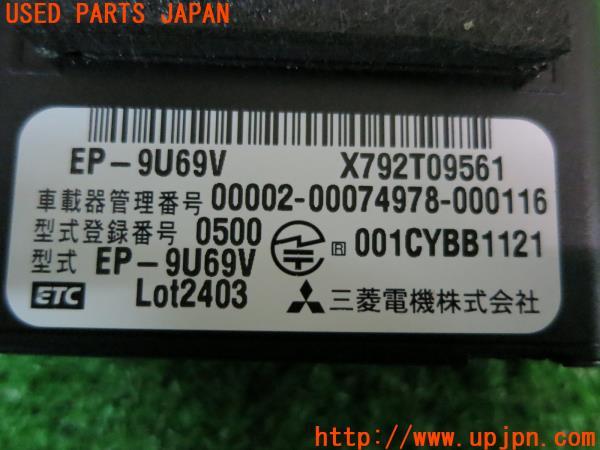 USED PARTS JAPAN
EP-9U69V X792T09561
車載器管理番号 00002-00074978-000116
型式登録番号 0500 R 001CYBB1121
型式 EP-9U69V
ETC Lot2403 三菱電機株式会社
UPJ http://www.upjpn.com/